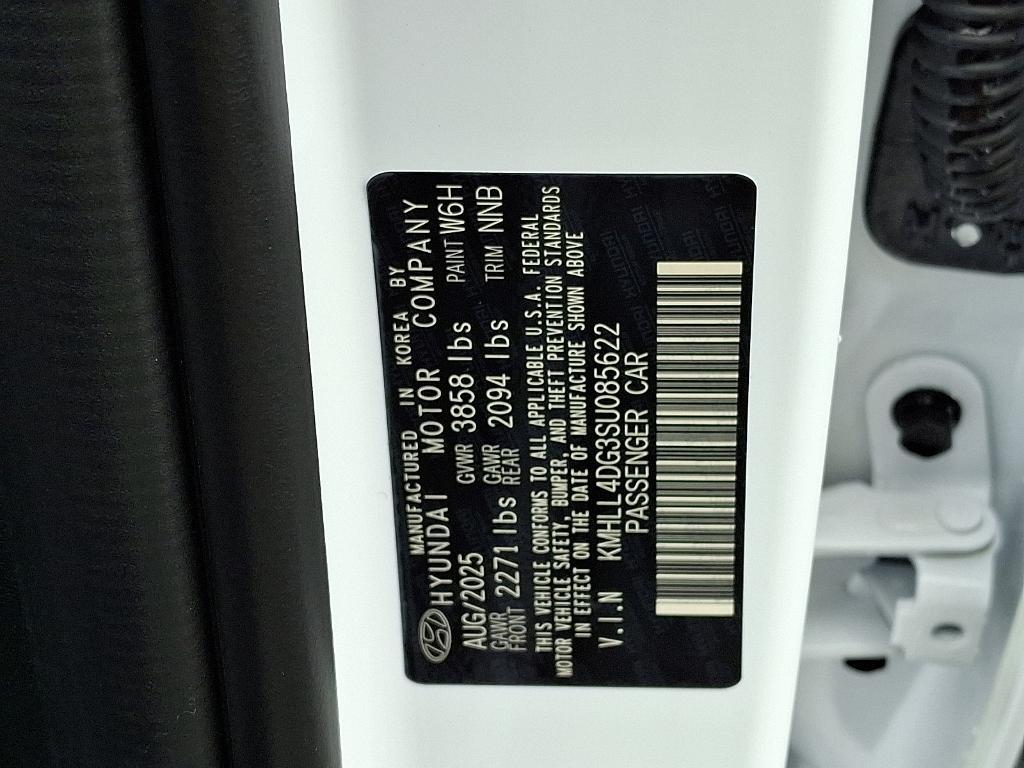 MANUFACTURED IN KOREA BY
HYUNDAI MOTOR COMPANY
AUG/2025 GVWR 3858 lbs PAINT W6H
GAWR FRONT 2271 lbs GAWR REAR 2094 lbs TRIM NNB
THIS VEHICLE CONFORMS TO ALL APPLICABLE U.S.A. FEDERAL
MOTOR VEHICLE SAFETY, BUMPER, AND THEFT PREVENTION STANDARDS
IN EFFECT ON THE DATE OF MANUFACTURE SHOWN ABOVE
V.I.N KMHLL4DG3SU085622
PASSENGER CAR